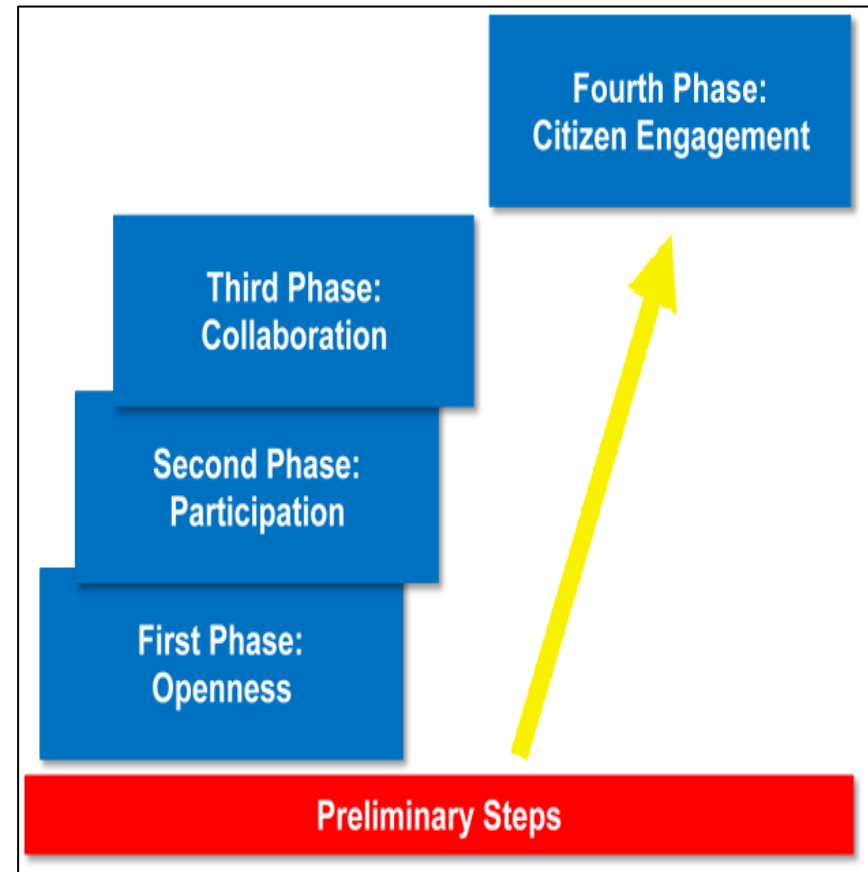 Fourth Phase:
Citizen Engagement
Third Phase:
Collaboration
Second Phase:
Participation
First Phase:
Openness
Preliminary Steps